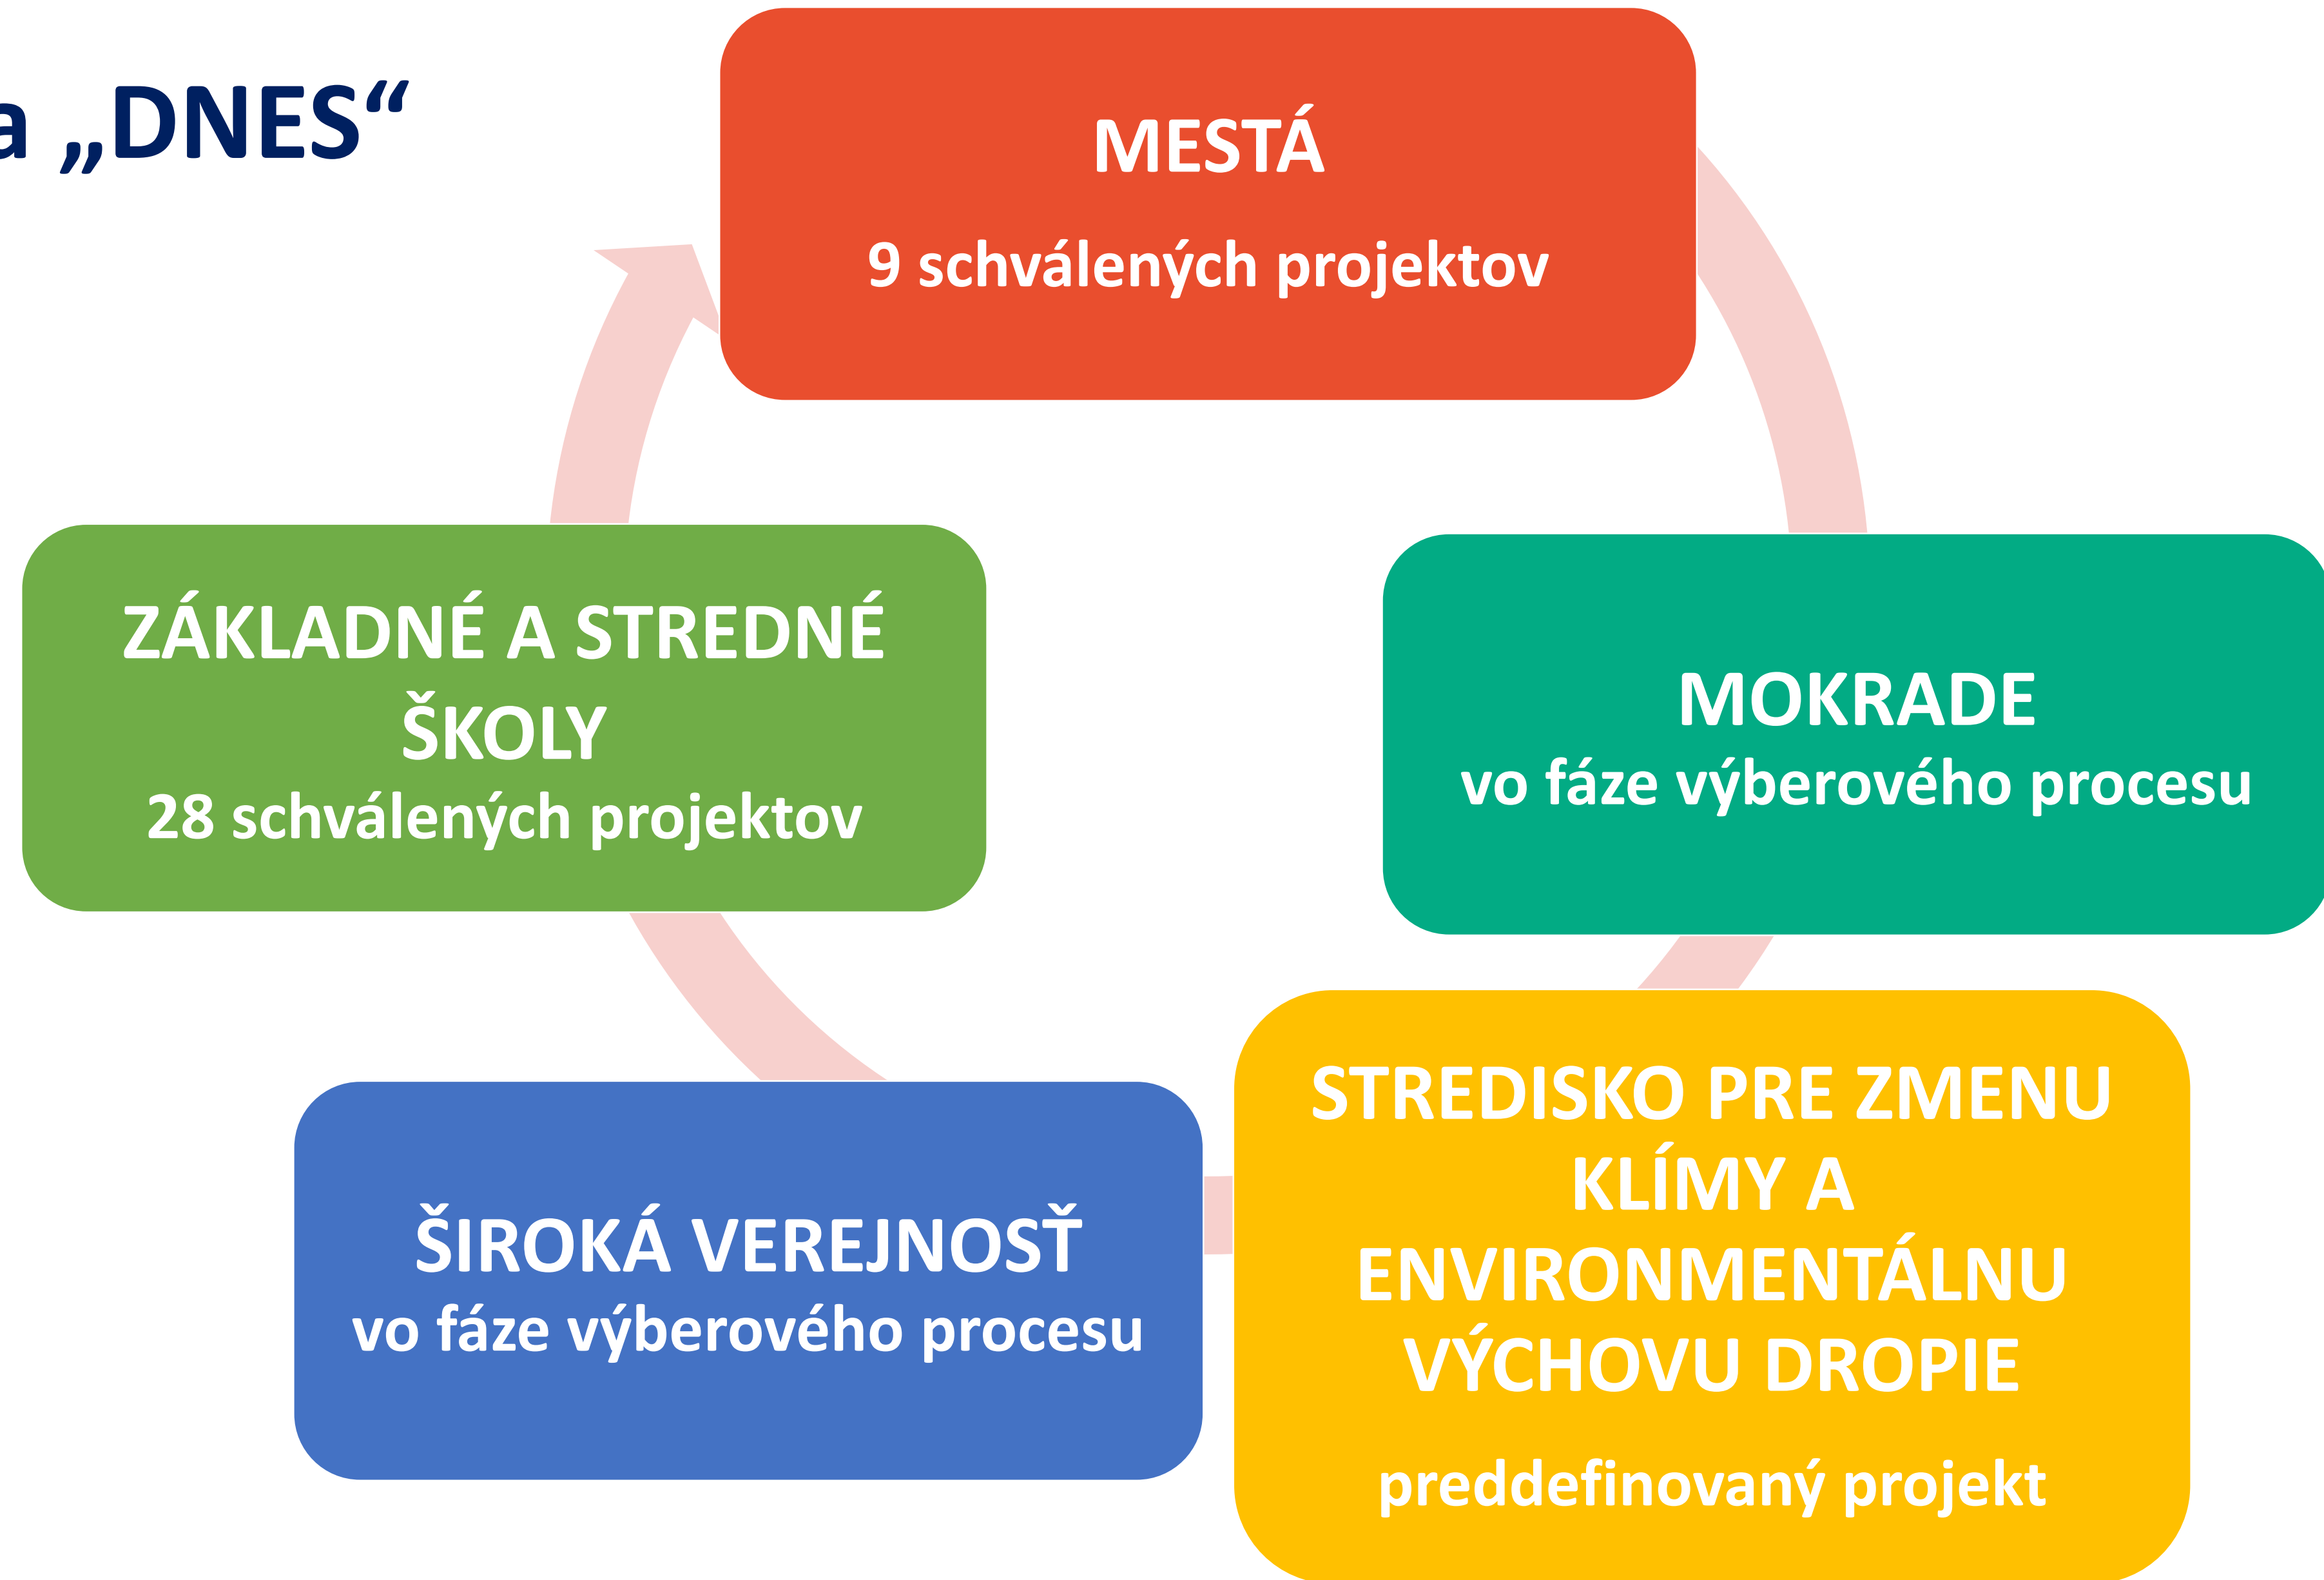 a „DNES“
MESTÁ
9 schválených projektov
ZÁKLADNÉ A STREDNÉ
ŠKOLY
28 schválených projektov
MOKRADE
vo fáze výberového procesu
ŠIROKÁ VEREJNOSŤ
vo fáze výberového procesu
STREDISKO PRE ZMENU
KLÍMY A
ENVIRONMENTÁLNU
VÝCHOVU DROPIE
preddefinovaný projekt